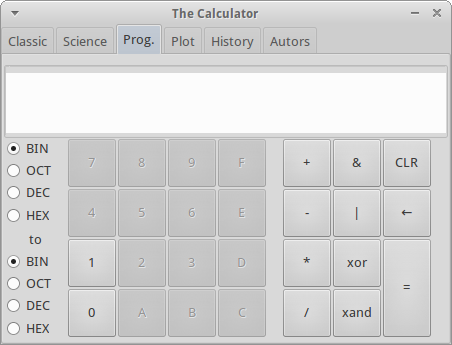 The Calculator
Classic Science Prog. Plot History Autors
BIN 7 8 9 F + & CLR
OCT
DEC 4 5 6 E - | ←
HEX
to
BIN 1 2 3 D * xor =
OCT
DEC 0 A B C / xand
HEX